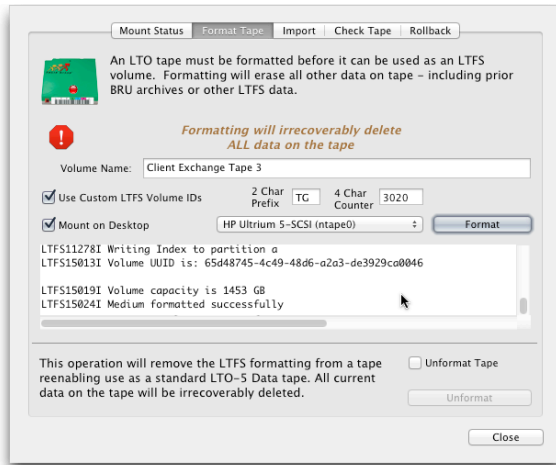 Mount Status Format Tape Import Check Tape Rollback
An LTO tape must be formatted before it can be used as an LTFS
volume. Formatting will erase all other data on tape – including prior
BRU archives or other LTFS data.
Formatting will irrecoverably delete
ALL data on the tape
Volume Name: Client Exchange Tape 3
Use Custom LTFS Volume IDs 2 Char Prefix TG 4 Char Counter 3020
Mount on Desktop HP Ultrium 5-SCSI (ntape0) Format
LTFS11278I Writing Index to partition a
LTFS15013I Volume UUID is: 65d48745-4c49-48d6-a2a3-de3929ca0046
LTFS15019I Volume capacity is 1453 GB
LTFS15024I Medium formatted successfully
This operation will remove the LTFS formatting from a tape
reenabling use as a standard LTO-5 Data tape. All current
data on the tape will be irrecoverably deleted.
Unformat Tape
Unformat
Close